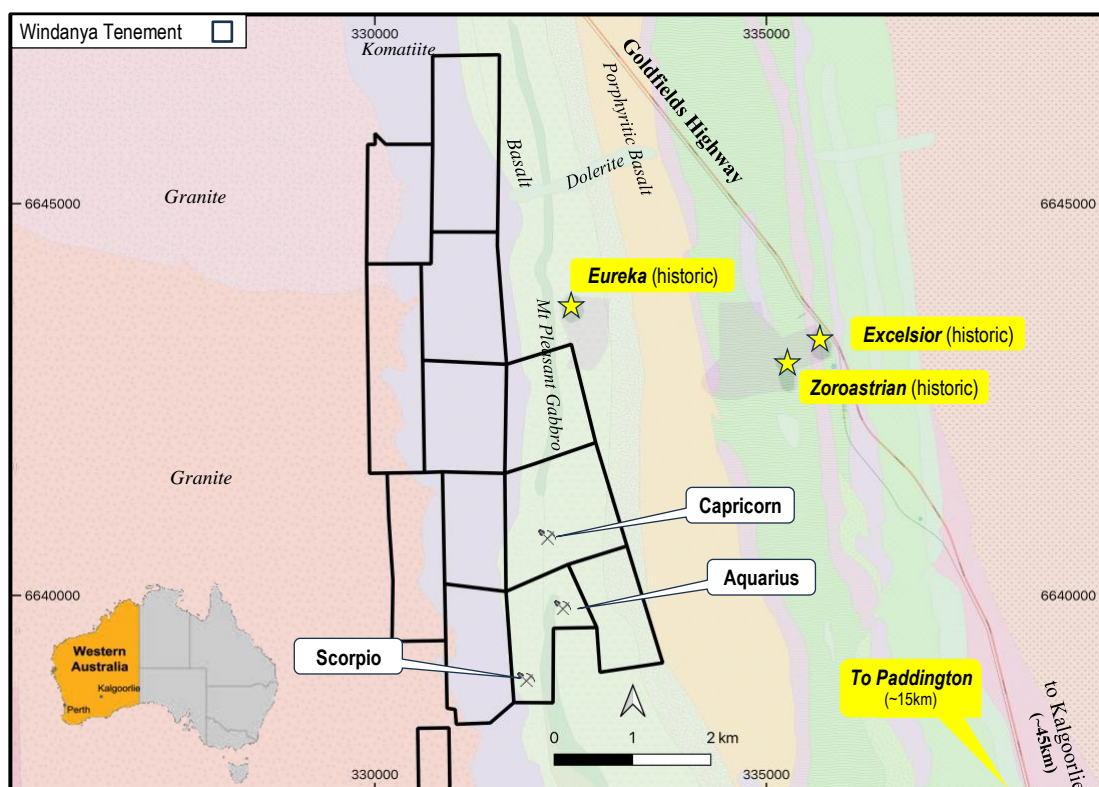 Windanya Tenement
330000
335000
Komatiite
Goldfields Highway
Porphyritic Basalt
Basalt
Dolerite
Granite
6645000
6645000
Eureka (historic)
Mt Pleasant Gabbro
Excelsior (historic)
Zoroastrian (historic)
Granite
Capricorn
Aquarius
6640000
6640000
Scorpio
Western
Australia
Kalgoorlie
Perth
To Paddington
(~15km)
to Kalgoorlie
(~45km)
0
1
2 km
330000
335000